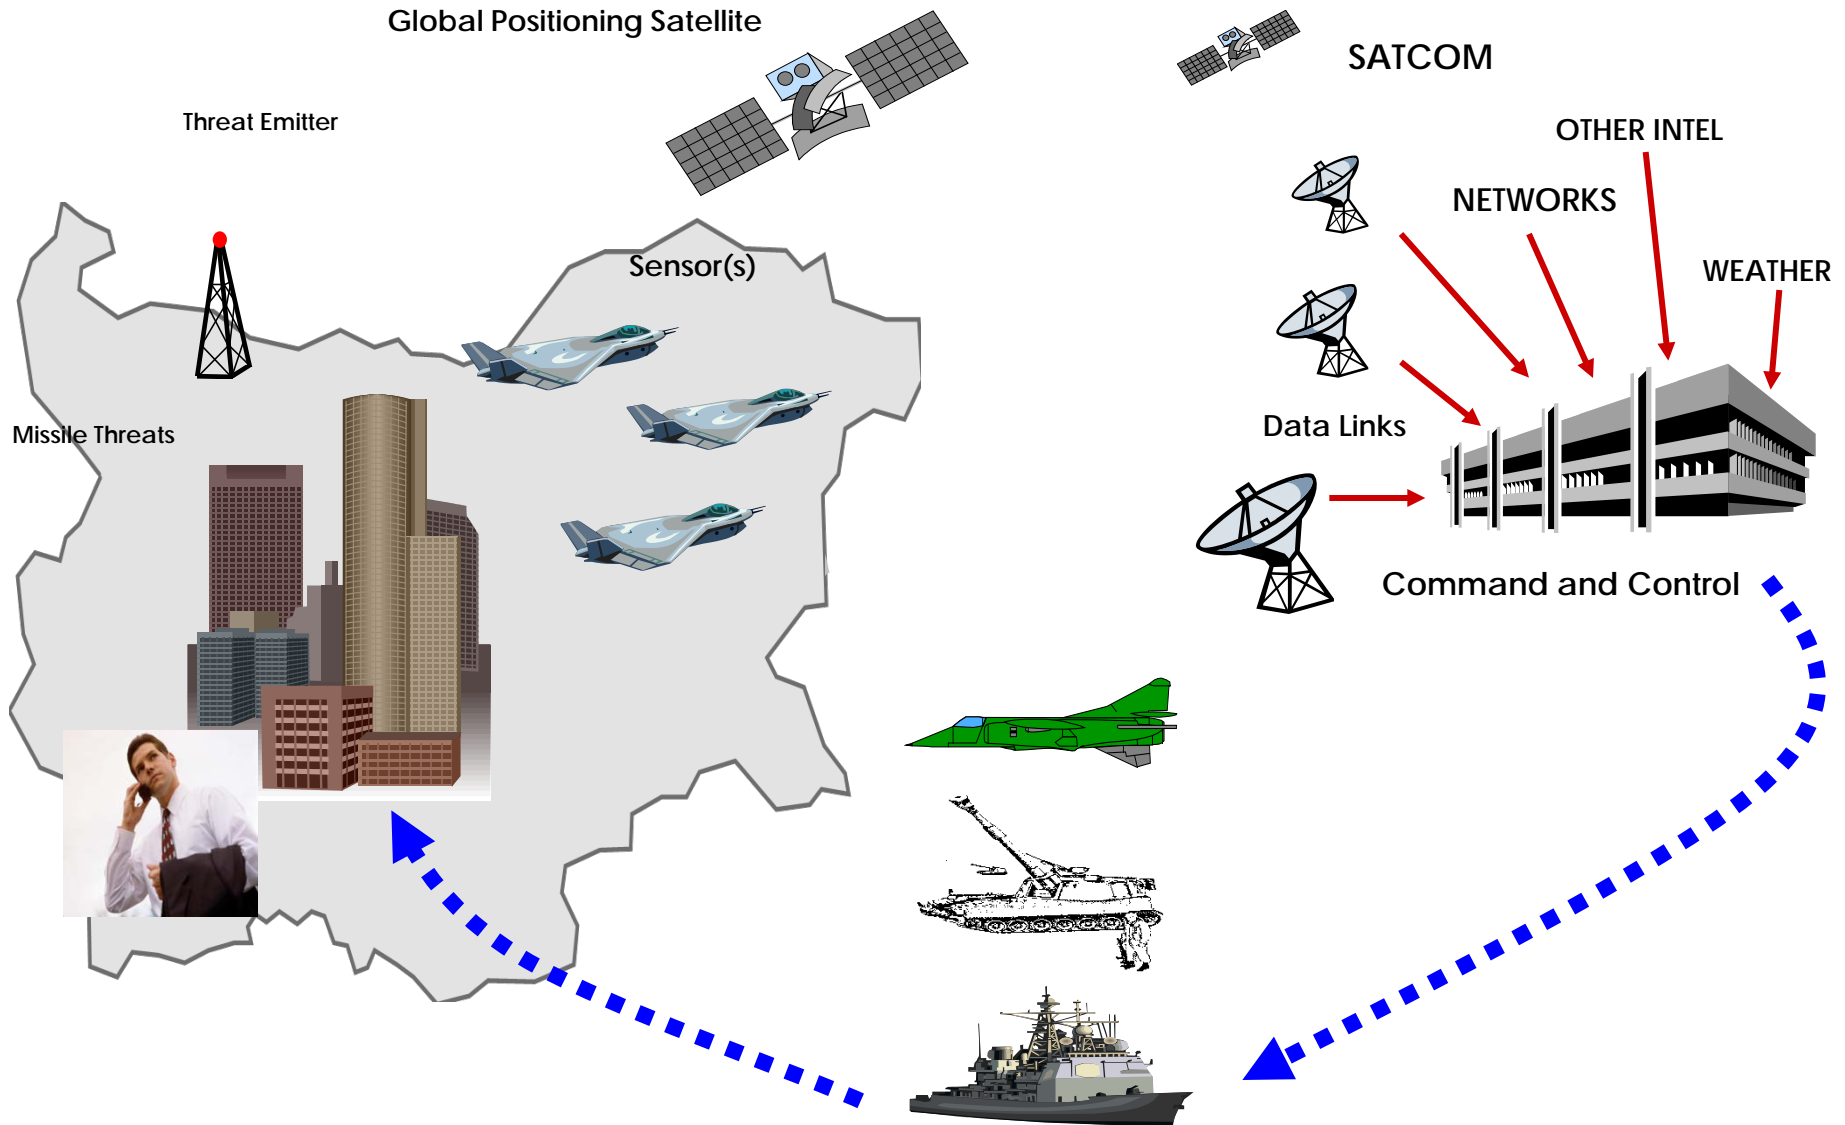 Global Positioning Satellite
SATCOM
Threat Emitter
OTHER INTEL
NETWORKS
Sensor(s)
WEATHER
Missile Threats
Data Links
Command and Control